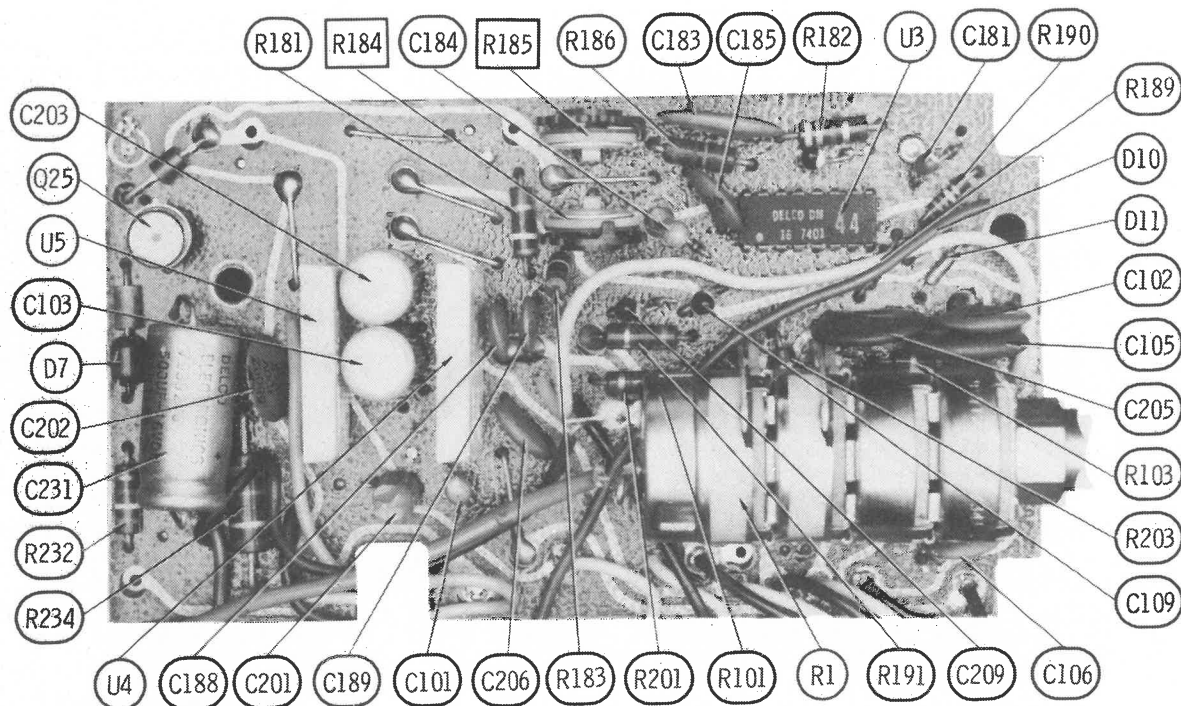 R181 R184 C184 R185 R186 C183 C185 R182 U3 C181 R190
R189
C203
D10
Q25
D11
U5
C102
C103
C105
D7
C205
C202
R103
C231
R203
R232
C109
R234
DELCO DM
16 7401 44
DELCO
U4 C188 C201 C189 C101 C206 R183 R201 R101 R1 R191 C209 C106